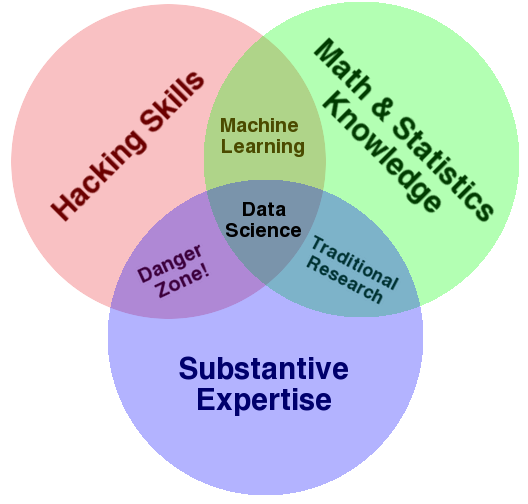 Hacking Skills
Math & Statistics
Knowledge
Machine
Learning
Data
Science
Danger
Zone!
Traditional
Research
Substantive
Expertise